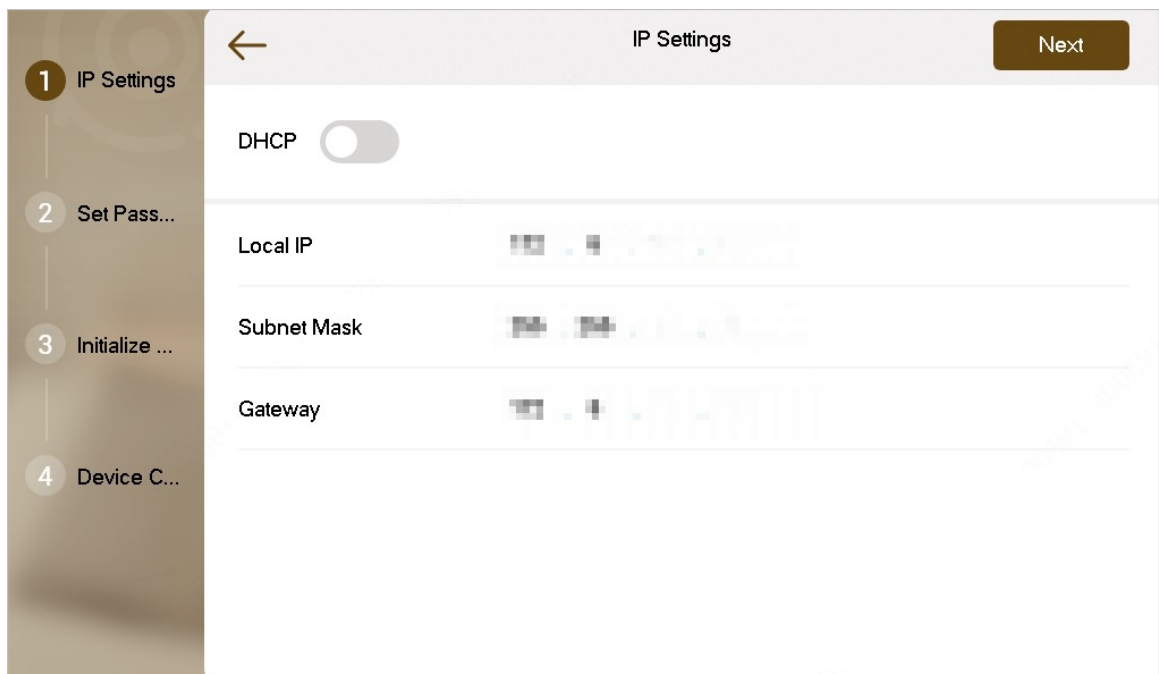 IP Settings
Next
1 IP Settings
DHCP
2 Set Pass...
Local IP
Subnet Mask
3 Initialize ...
Gateway
4 Device C...